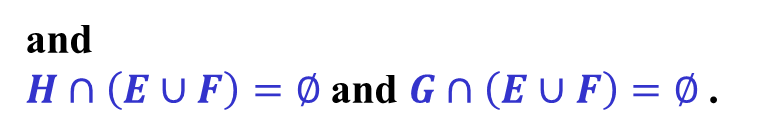 and
H ∩ (E ∪ F) = ∅ and G ∩ (E ∪ F) = ∅ .